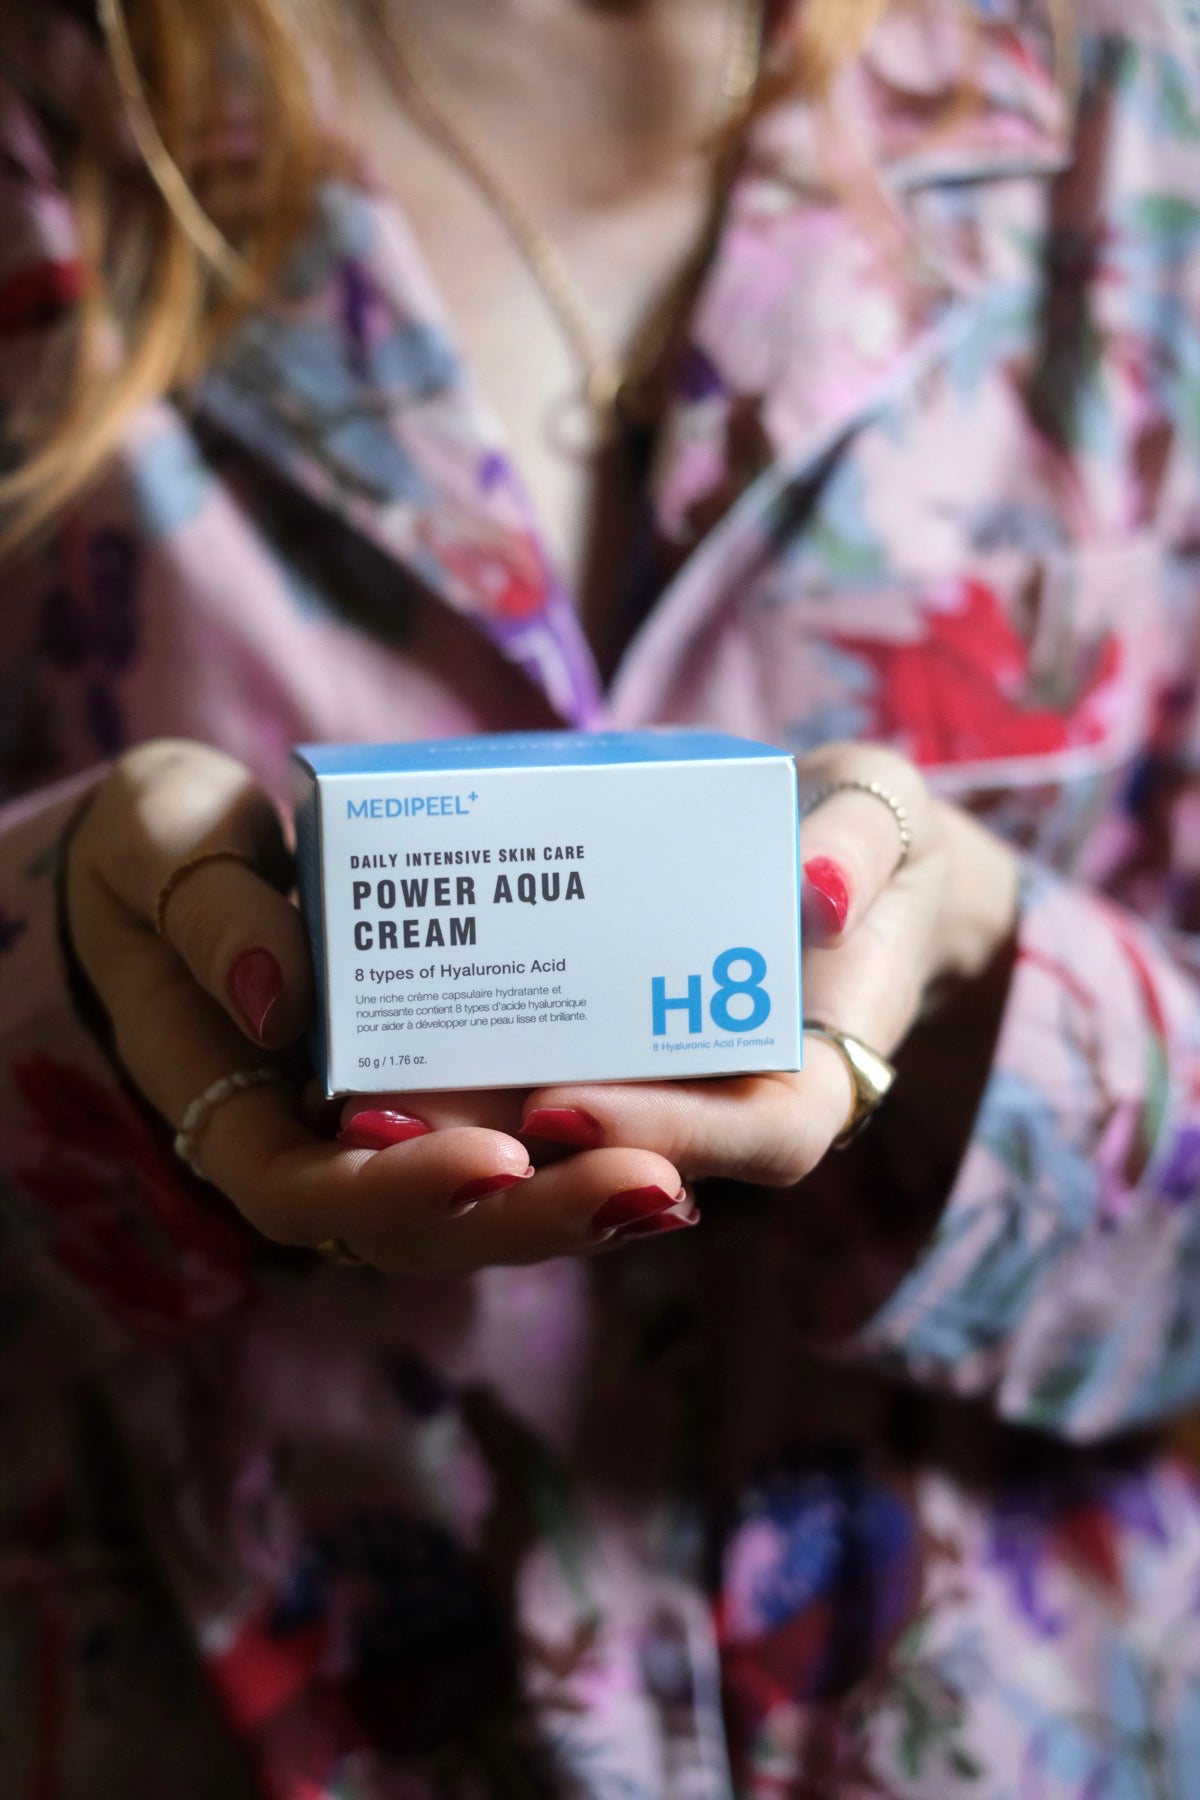 MEDIPEEL+
DAILY INTENSIVE SKIN CARE
POWER AQUA
CREAM
8 types of Hyaluronic Acid
Une riche crème capsulaire hydratante et
nourrissante contient 8 types d'acide hyaluronique
pour aider à développer une peau lisse et brillante.
50 g / 1.76 oz.
H8
8 Hyaluronic Acid Formula